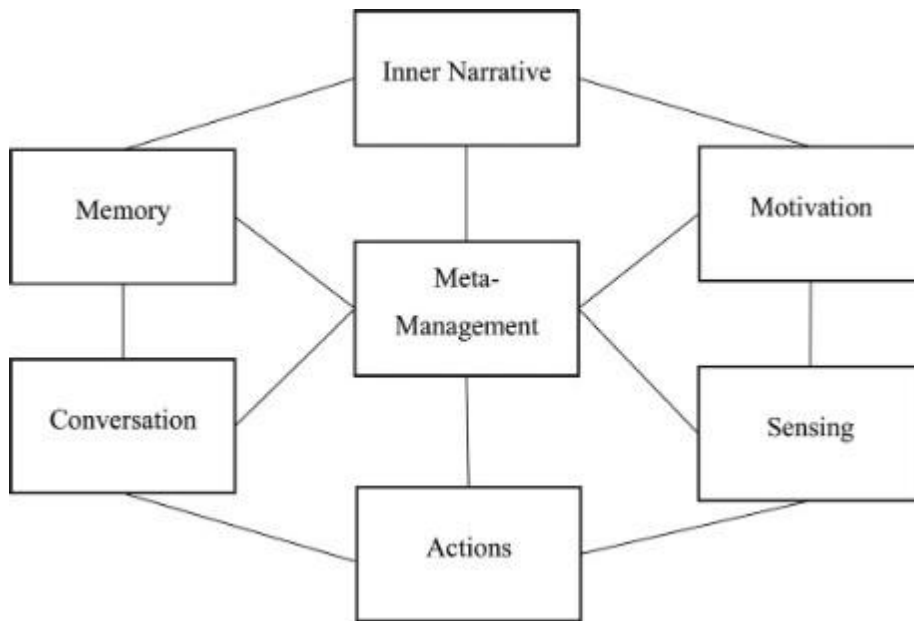 Inner Narrative
Memory
Motivation
Meta-
Management
Conversation
Sensing
Actions